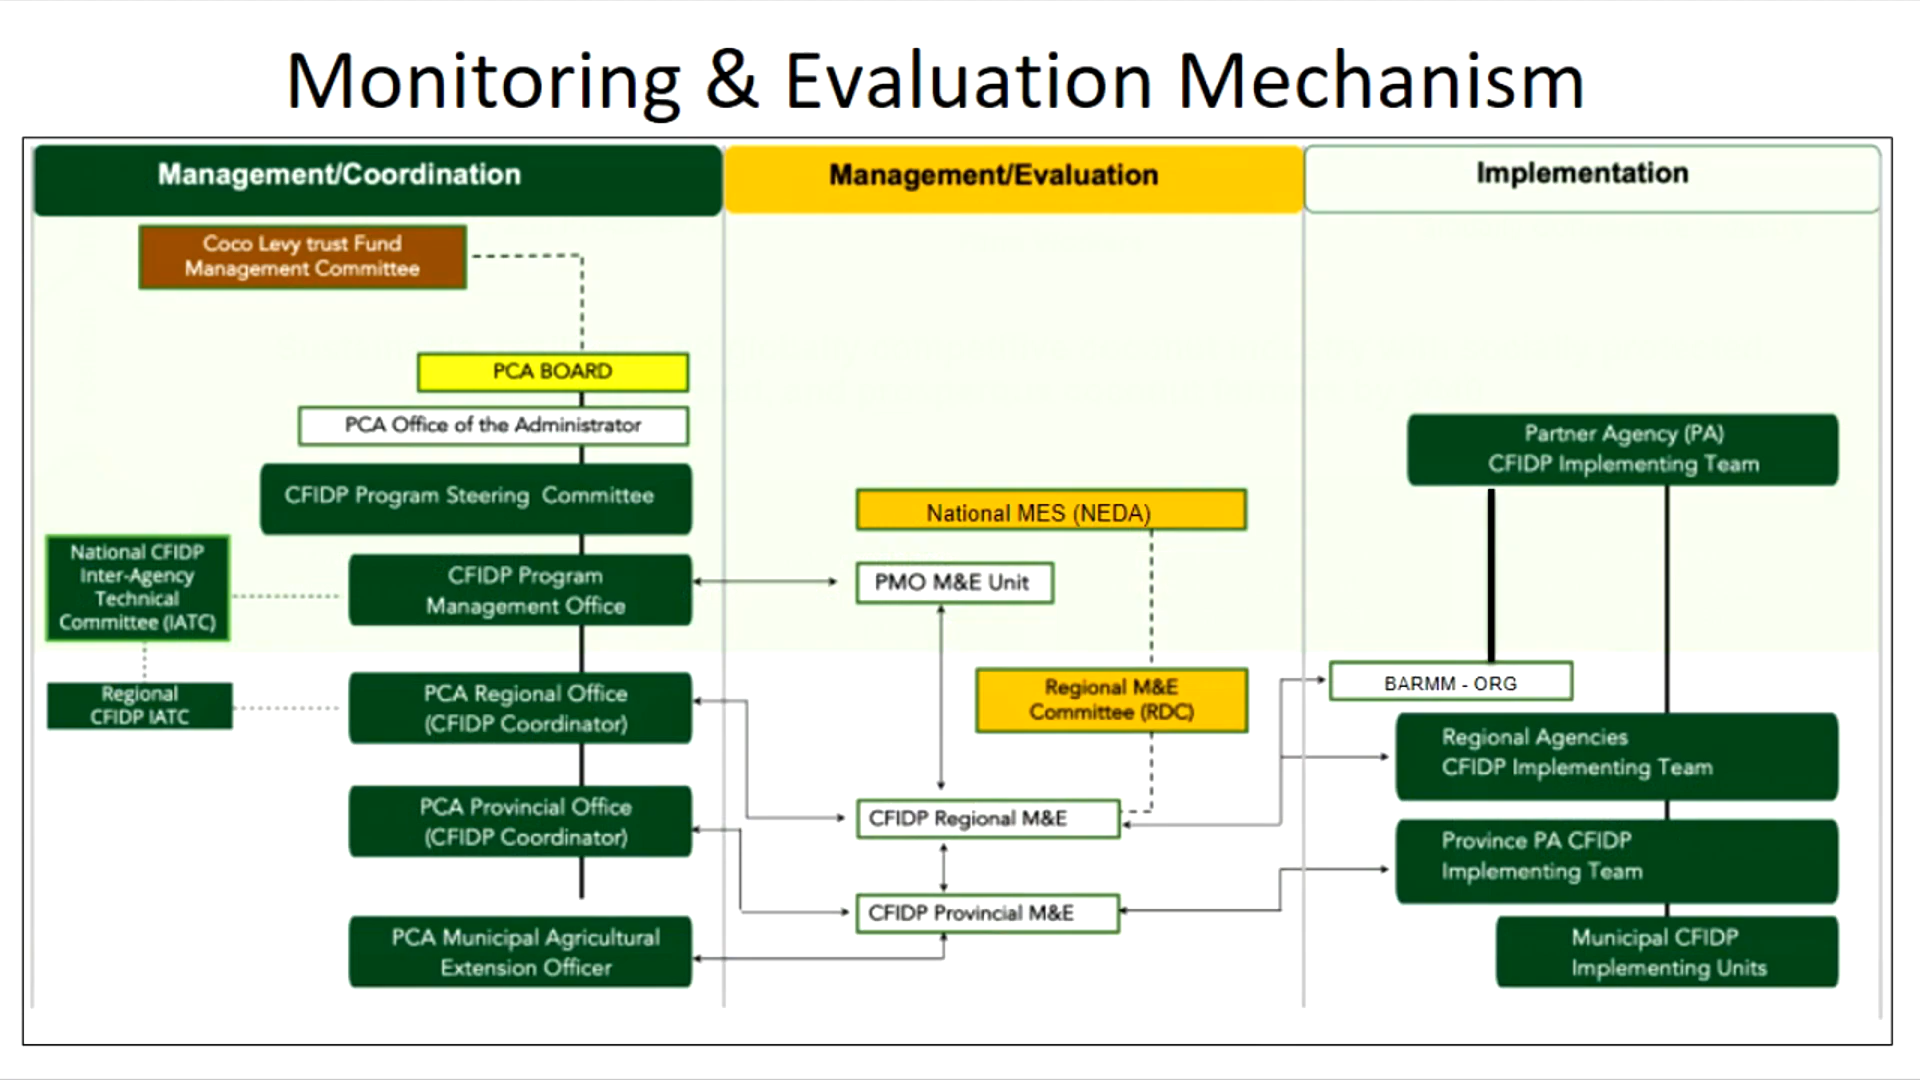 Monitoring & Evaluation Mechanism
Management/Coordination
Management/Evaluation
Implementation
Coco Levy trust Fund
Management Committee
PCA BOARD
PCA Office of the Administrator
CFIDP Program Steering Committee
National CFIDP
Inter-Agency
Technical
Committee (IATC)
CFIDP Program
Management Office
Regional
CFIDP IATC
PCA Regional Office
(CFIDP Coordinator)
PCA Provincial Office
(CFIDP Coordinator)
PCA Municipal Agricultural
Extension Officer
National MES (NEDA)
PMO M&E Unit
Regional M&E
Committee (RDC)
CFIDP Regional M&E
CFIDP Provincial M&E
Partner Agency (PA)
CFIDP Implementing Team
BARMM - ORG
Regional Agencies
CFIDP Implementing Team
Province PA CFIDP
Implementing Team
Municipal CFIDP
Implementing Units